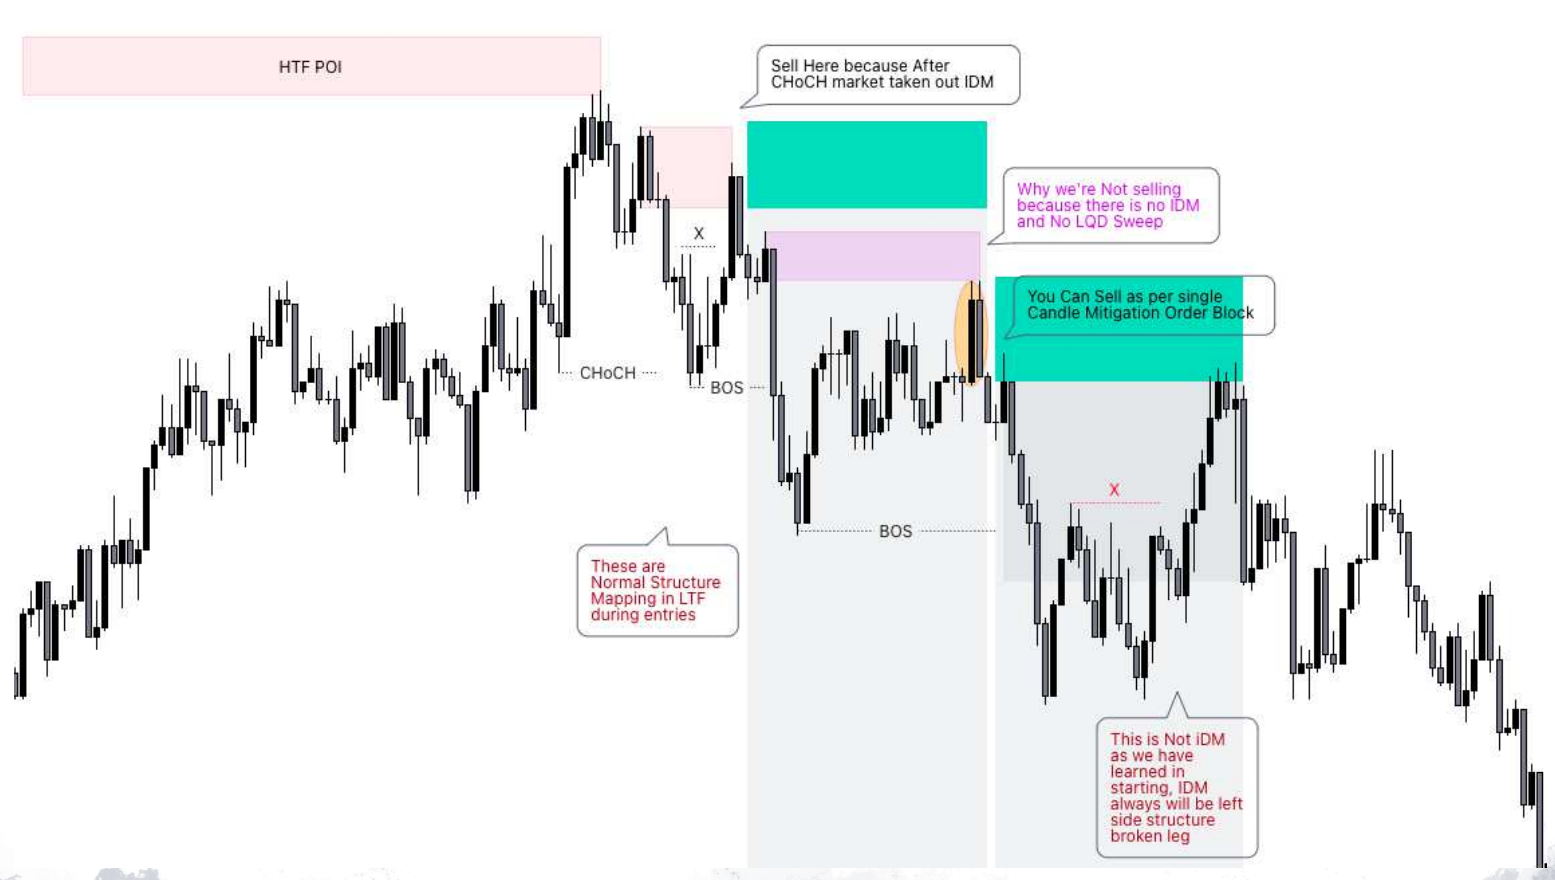 HTF POI
Sell Here because After
CHoCH market taken out IDM
Why we're Not selling
because there is no IDM
and No LQD Sweep
X
You Can Sell as per single
Candle Mitigation Order Block
CHoCH
BOS
X
BOS
These are
Normal Structure
Mapping in LTF
during entries
This is Not iDM
as we have
learned in
starting, IDM
always will be left
side structure
broken leg